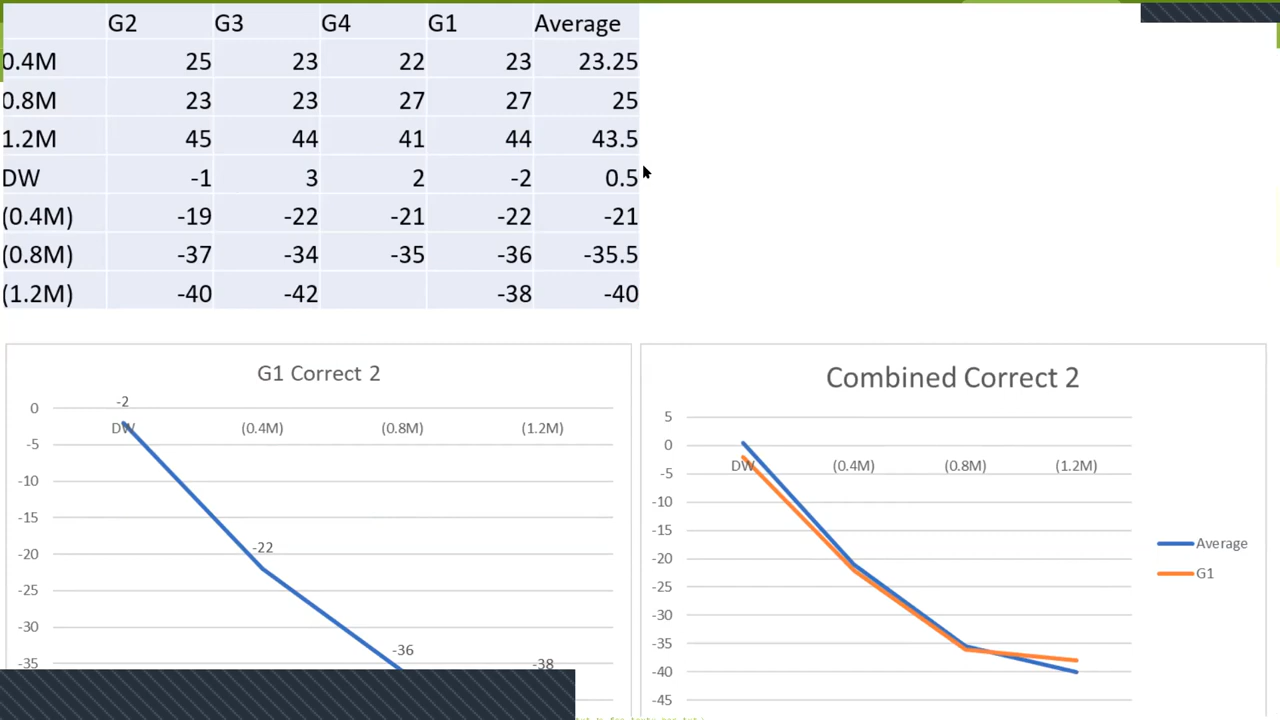 G2 G3 G4 G1 Average
0.4M 25 23 22 23 23.25
0.8M 23 23 27 27 25
1.2M 45 44 41 44 43.5
DW -1 3 2 -2 0.5
(0.4M) -19 -22 -21 -22 -21
(0.8M) -37 -34 -35 -36 -35.5
(1.2M) -40 -42 -38 -40
G1 Correct 2
-2
0
DW (0.4M) (0.8M) (1.2M)
-5
-10
-15
-20
-22
-25
-30
-35
-36
-38
Combined Correct 2
5
0
DW (0.4M) (0.8M) (1.2M)
-5
-10
-15
-20
-25
-30
-35
-40
-45
Average
G1